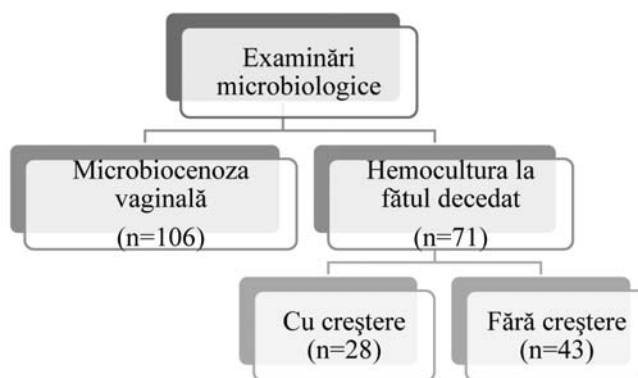 Examinări
microbiologice
Microbiocenoza
vaginală
(n=106)
Hemocultura la
fătul decedat
(n=71)
Cu creştere
(n=28)
Fără creştere
(n=43)